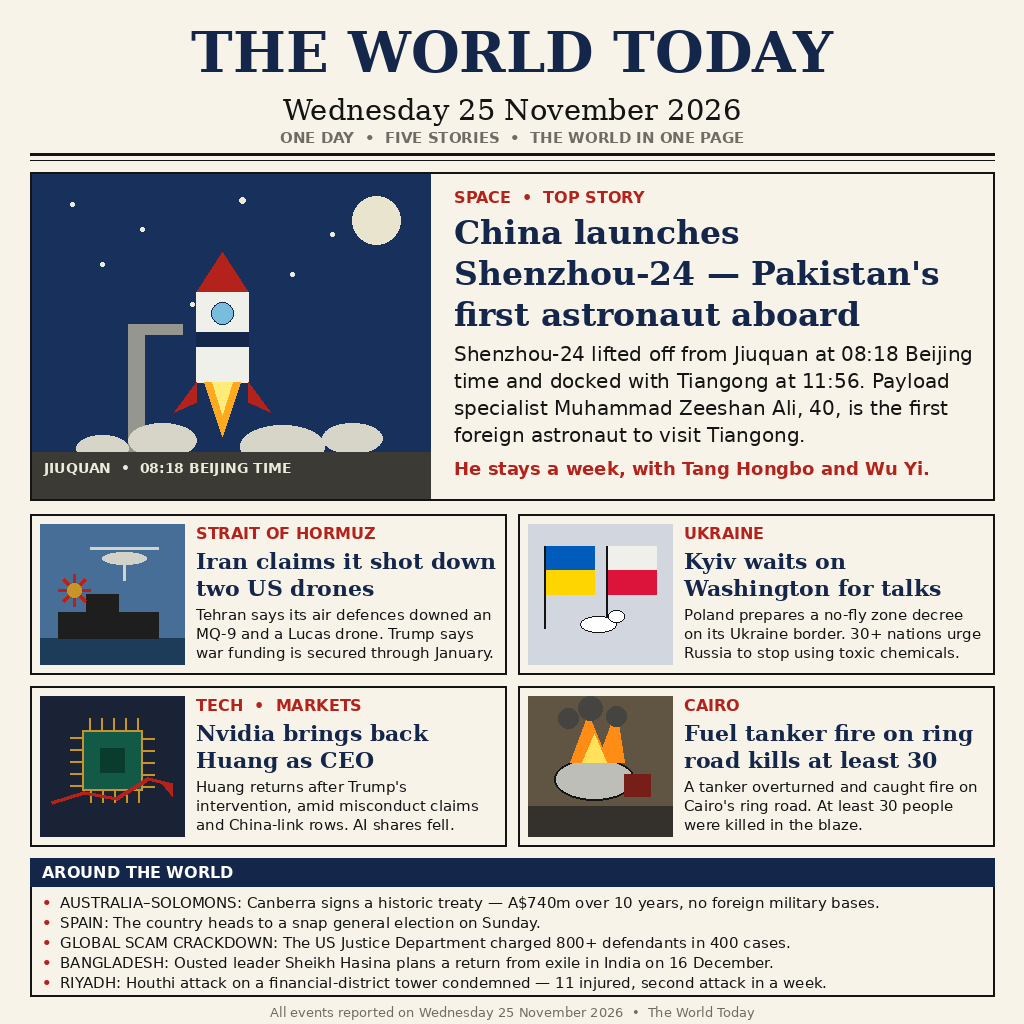 THE WORLD TODAY
Wednesday 25 November 2026
ONE DAY • FIVE STORIES • THE WORLD IN ONE PAGE
JIUQUAN • 08:18 BEIJING TIME
SPACE • TOP STORY
China launches
Shenzhou-24 — Pakistan's
first astronaut aboard
Shenzhou-24 lifted off from Jiuquan at 08:18 Beijing
time and docked with Tiangong at 11:56. Payload
specialist Muhammad Zeeshan Ali, 40, is the first
foreign astronaut to visit Tiangong.
He stays a week, with Tang Hongbo and Wu Yi.
STRAIT OF HORMUZ
Iran claims it shot down
two US drones
Tehran says its air defences downed an
MQ-9 and a Lucas drone. Trump says
war funding is secured through January.
UKRAINE
Kyiv waits on
Washington for talks
Poland prepares a no-fly zone decree
on its Ukraine border. 30+ nations urge
Russia to stop using toxic chemicals.
TECH • MARKETS
Nvidia brings back
Huang as CEO
Huang returns after Trump's
intervention, amid misconduct claims
and China-link rows. AI shares fell.
CAIRO
Fuel tanker fire on ring
road kills at least 30
A tanker overturned and caught fire on
Cairo's ring road. At least 30 people
were killed in the blaze.
AROUND THE WORLD
• AUSTRALIA–SOLOMONS: Canberra signs a historic treaty — A$740m over 10 years, no foreign military bases.
• SPAIN: The country heads to a snap general election on Sunday.
• GLOBAL SCAM CRACKDOWN: The US Justice Department charged 800+ defendants in 400 cases.
• BANGLADESH: Ousted leader Sheikh Hasina plans a return from exile in India on 16 December.
• RIYADH: Houthi attack on a financial-district tower condemned — 11 injured, second attack in a week.
All events reported on Wednesday 25 November 2026 • The World Today